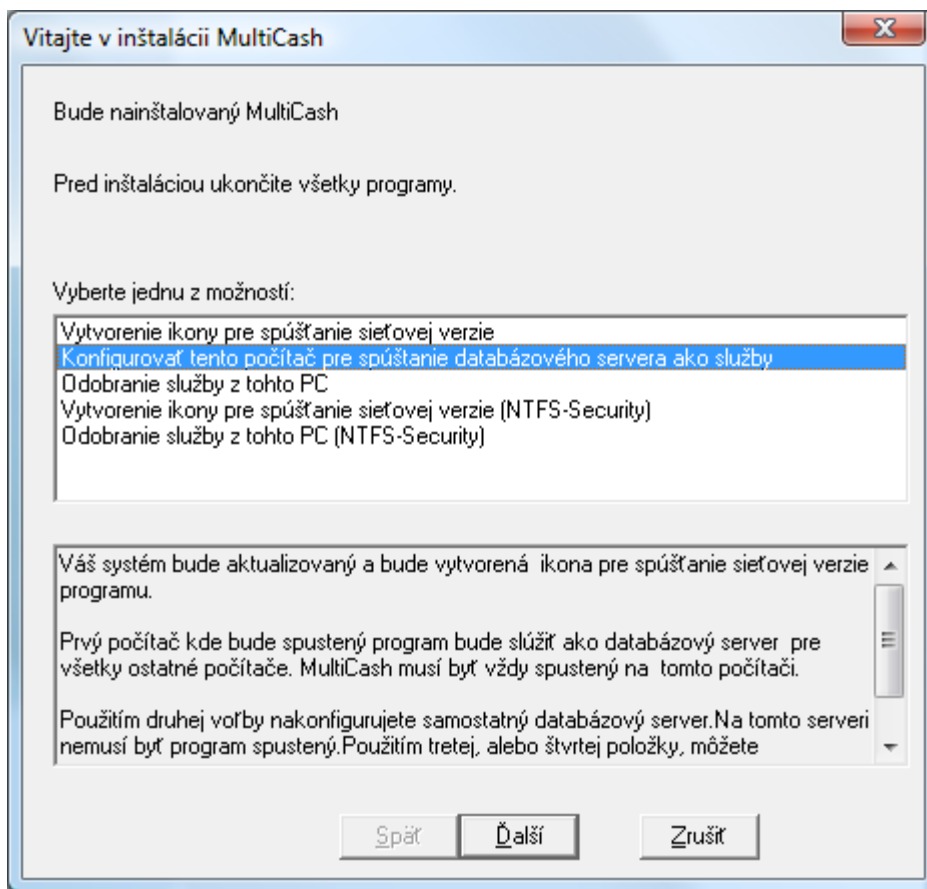 Vitajte v inštalácii MultiCash
Bude nainštalovaný MultiCash
Pred inštaláciou ukončite všetky programy.
Vyberte jednu z možností:
Vytvorenie ikony pre spúšťanie sieťovej verzie
Konfigurovať tento počítač pre spúštanie databázového servera ako služby
Odobranie služby z tohto PC
Vytvorenie ikony pre spúšťanie sieťovej verzie (NTFS-Security)
Odobranie služby z tohto PC (NTFS-Security)
Váš systém bude aktualizovaný a bude vytvorená ikona pre spúšťanie sieťovej verzie
programu.
Prvý počítač kde bude spustený program bude slúžiť ako databázový server pre
všetky ostatné počítače. MultiCash musí byť vždy spustený na tomto počítači.
Použitím druhej voľby nakonfigurujete samostatný databázový server.Na tomto serveri
nemusí byť program spustený.Použitím tretej, alebo štvrtej položky, môžete
Späť
Ďalší
Zrušiť